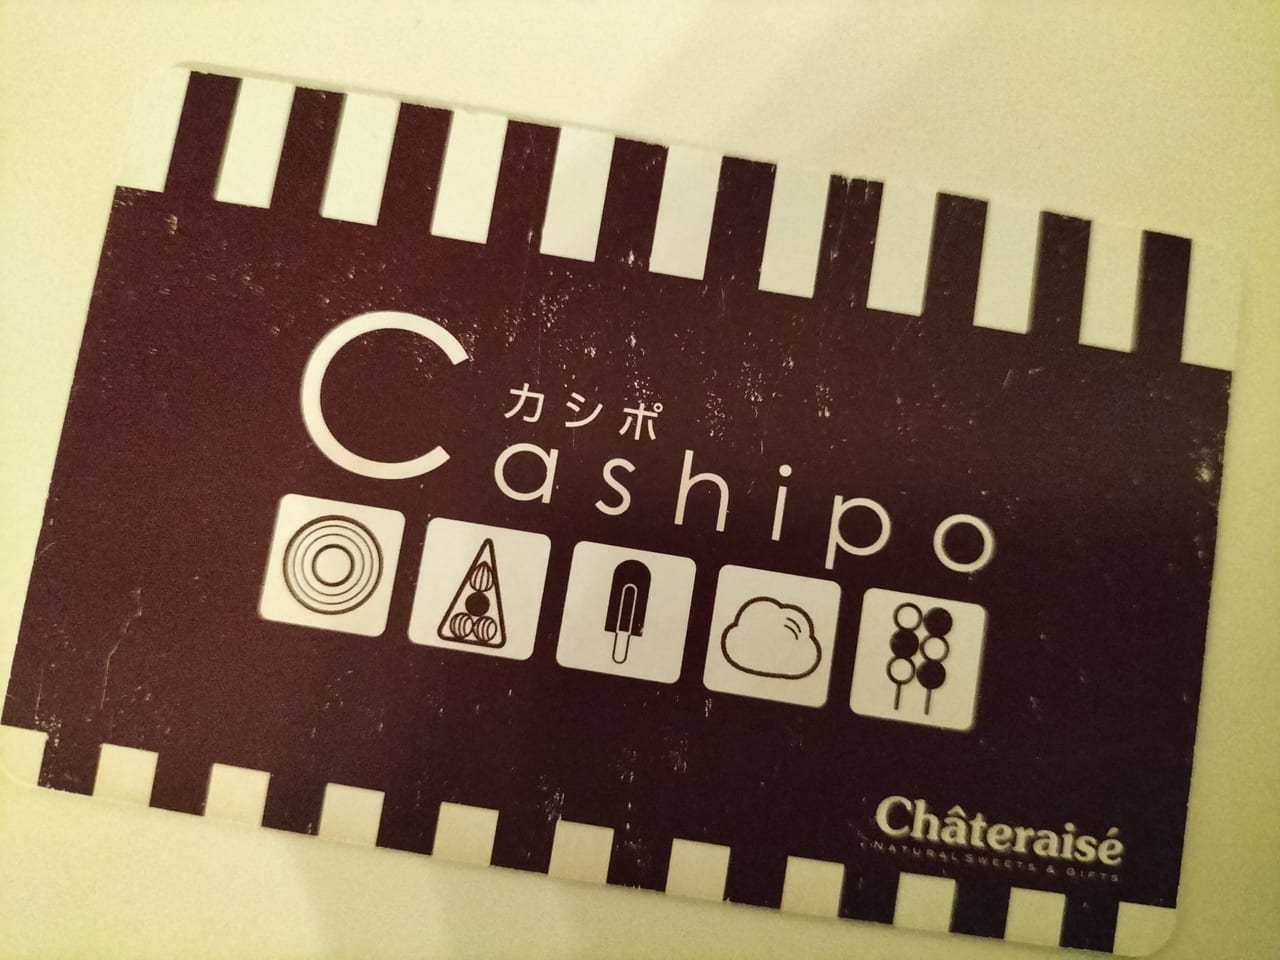 カシポ
Cashipo
Châteraisé
NATURAL SWEETS & GIFTS